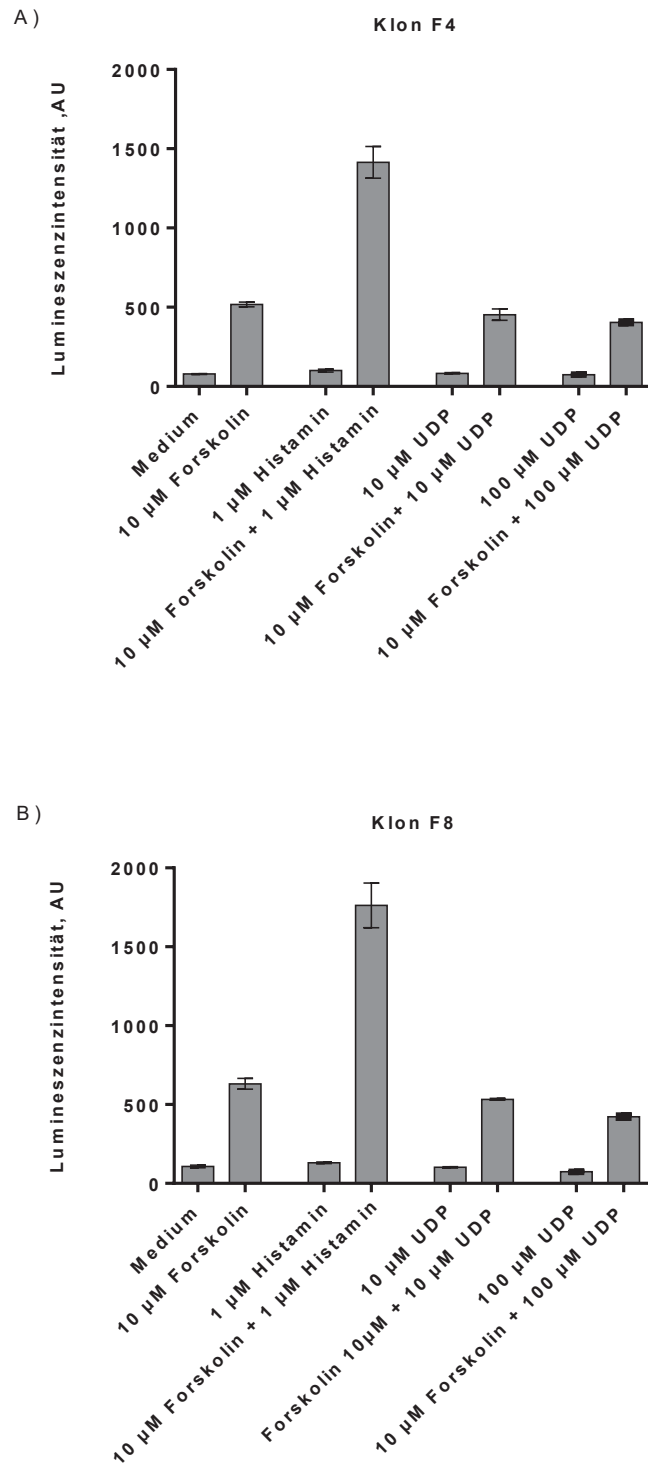 A)
Klon F4
Lumineszenzintensität ,AU
2000
1500
1000
500
0
Medium
10 µM Forskolin
1 µM Histamin
10 µM Forskolin + 1 µM Histamin
10 µM UDP
10 µM Forskolin+ 10 µM UDP
100 µM UDP
10 µM Forskolin + 100 µM UDP
B)
Klon F8
Lumineszenzintensität, AU
2000
1500
1000
500
0
Medium
10 µM Forskolin
1 µM Histamin
10 µM Forskolin + 1 µM Histamin
10 µM UDP
Forskolin 10µM + 10 µM UDP
100 µM UDP
10 µM Forskolin + 100 µM UDP